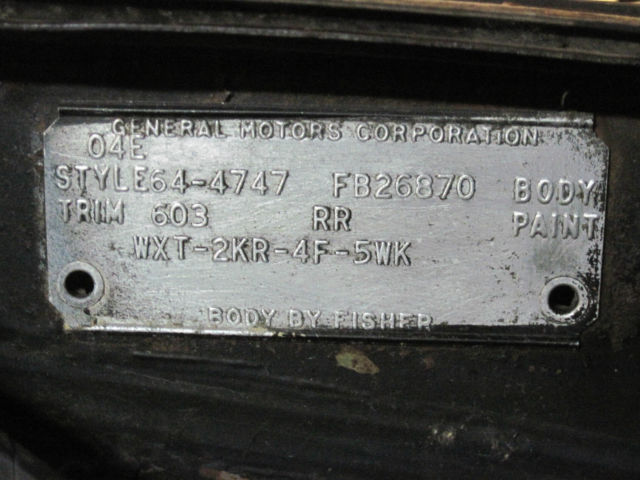 GENERAL MOTORS CORPORATION
04E
STYLE 64-4747 FB26870 BODY
TRIM 603 RR PAINT
WXT-2KR-4F-5WK
BODY BY FISHER